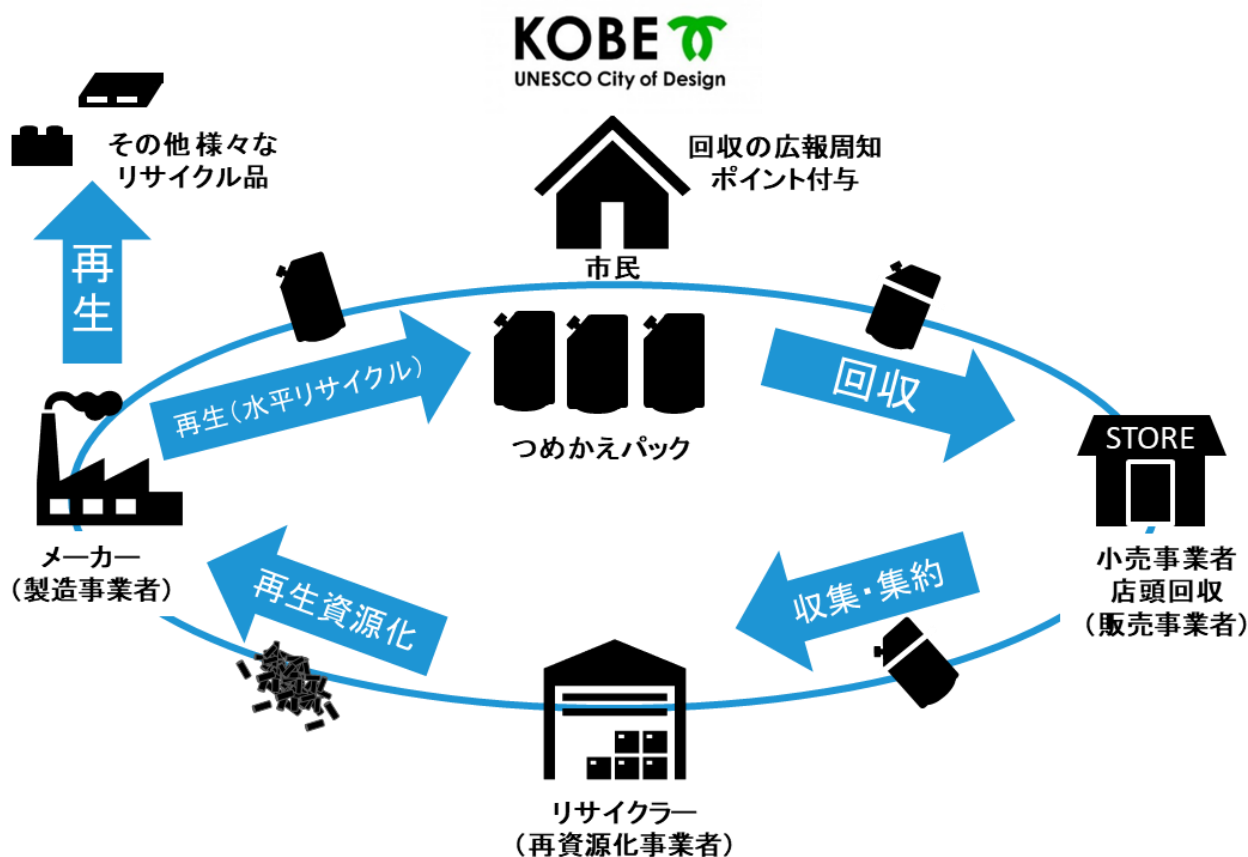 KOBE
UNESCO City of Design
その他様々な
リサイクル品
回収の広報周知
ポイント付与
市民
再生
再生（水平リサイクル）
回収
つめかえパック
STORE
メーカー
（製造事業者）
小売事業者
店頭回収
（販売事業者）
再生資源化
収集・集約
リサイクラー
（再資源化事業者）